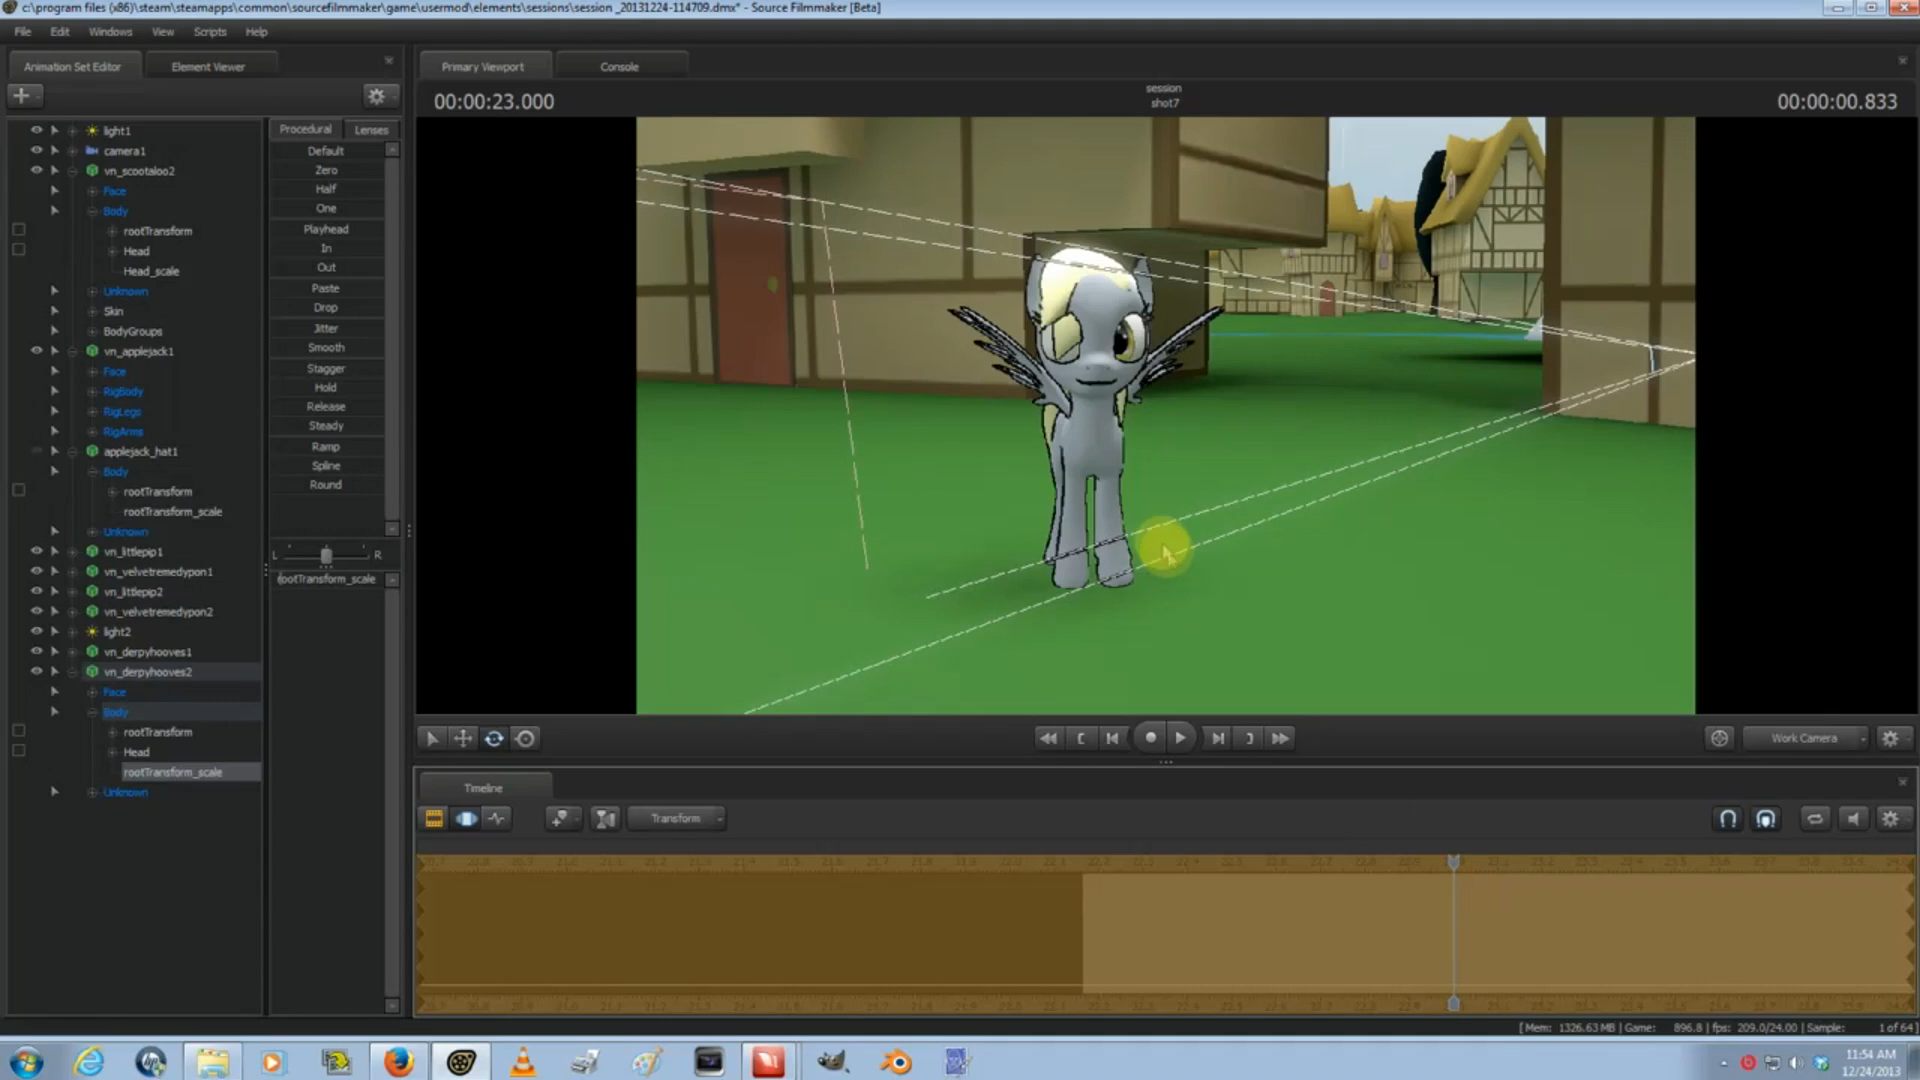 c:\program files (x86)\steam\steamapps\common\sourcefilmmaker\game\usermod\elements\sessions\session _20131224-114709.dmx* - Source Filmmaker [Beta]
File Edit Windows View Scripts Help
Animation Set Editor Element Viewer
Primary Viewport Console
00:00:23.000
session
shot7
00:00:00.833
light1
camera1
vn_scootaloo2
Face
Body
rootTransform
Head
Head_scale
Unknown
Skin
BodyGroups
vn_applejack1
Face
RigBody
RigLegs
RigArms
applejack_hat1
Body
rootTransform
rootTransform_scale
Unknown
vn_littlepip1
vn_velvetremedypon1
vn_littlepip2
vn_velvetremedypon2
light2
vn_derpyhooves1
vn_derpyhooves2
Face
Body
rootTransform
Head
rootTransform_scale
Unknown
Procedural Lenses
Default
Zero
Half
One
Playhead
In
Out
Paste
Drop
Jitter
Smooth
Stagger
Hold
Release
Steady
Ramp
Spline
Round
L R
rootTransform_scale
Work Camera
Timeline
Transform
[ Mem: 1326.63 MB | Game: 896.8 | fps: 209.0/24.00 | Sample: 1 of 64 ]
11:54 AM
12/24/2013